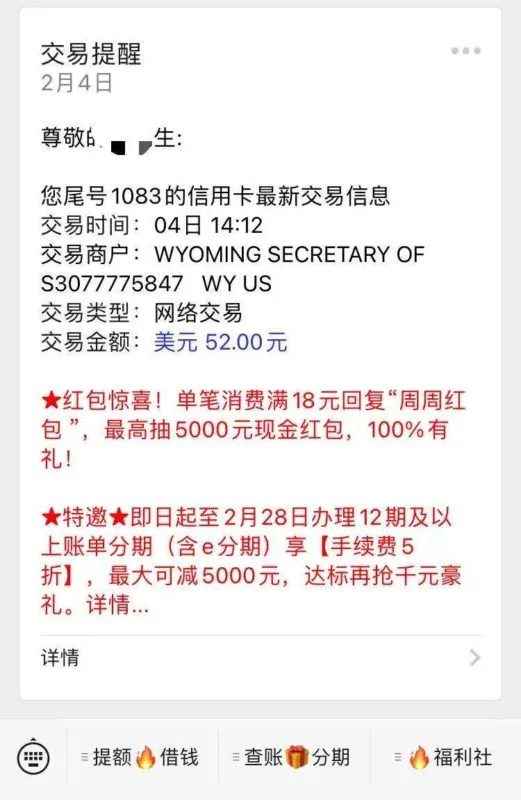 交易提醒
2月4日
尊敬的 生:
您尾号1083的信用卡最新交易信息
交易时间：04日 14:12
交易商户：WYOMING SECRETARY OF
S3077775847 WY US
交易类型：网络交易
交易金额：美元 52.00元
★红包惊喜！单笔消费满18元回复“周周红
包 ”，最高抽5000元现金红包，100%有
礼！
★特邀★即日起至2月28日办理12期及以
上账单分期（含e分期）享【手续费5
折】，最大可减5000元，达标再抢千元豪
礼。详情...
详情
提额🔥借钱
查账🎁分期
🔥福利社